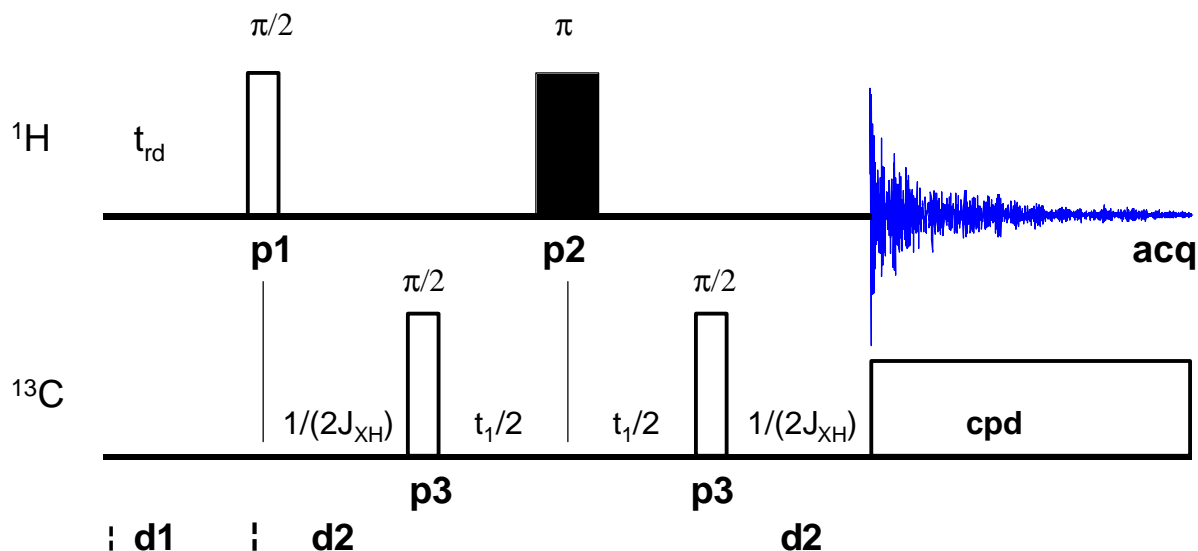 π/2 π
¹H t_rd
p1 p2 acq
π/2 π/2
¹³C 1/(2J_XH) t₁/2 t₁/2 1/(2J_XH) cpd
p3 p3
d1 d2 d2